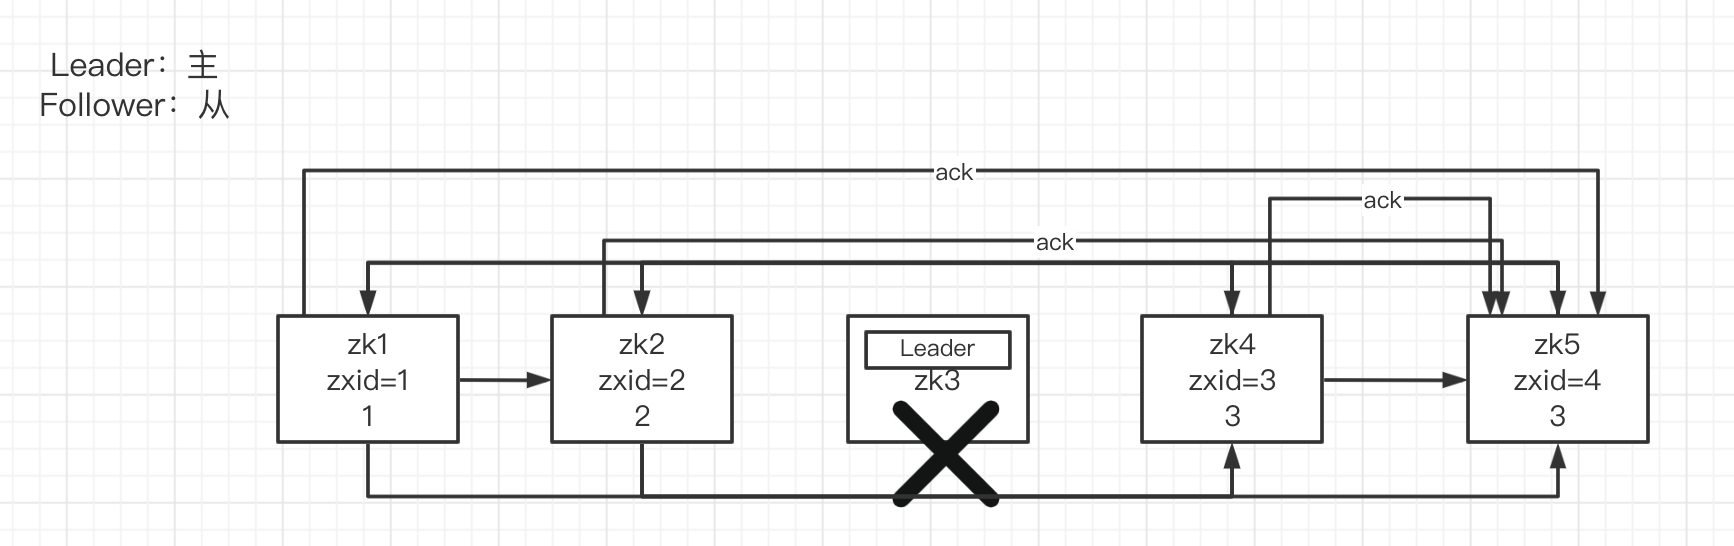 Leader：主
Follower：从
ack
ack
ack
zk1
zxid=1
1
zk2
zxid=2
2
Leader
zk3
zk4
zxid=3
3
zk5
zxid=4
3